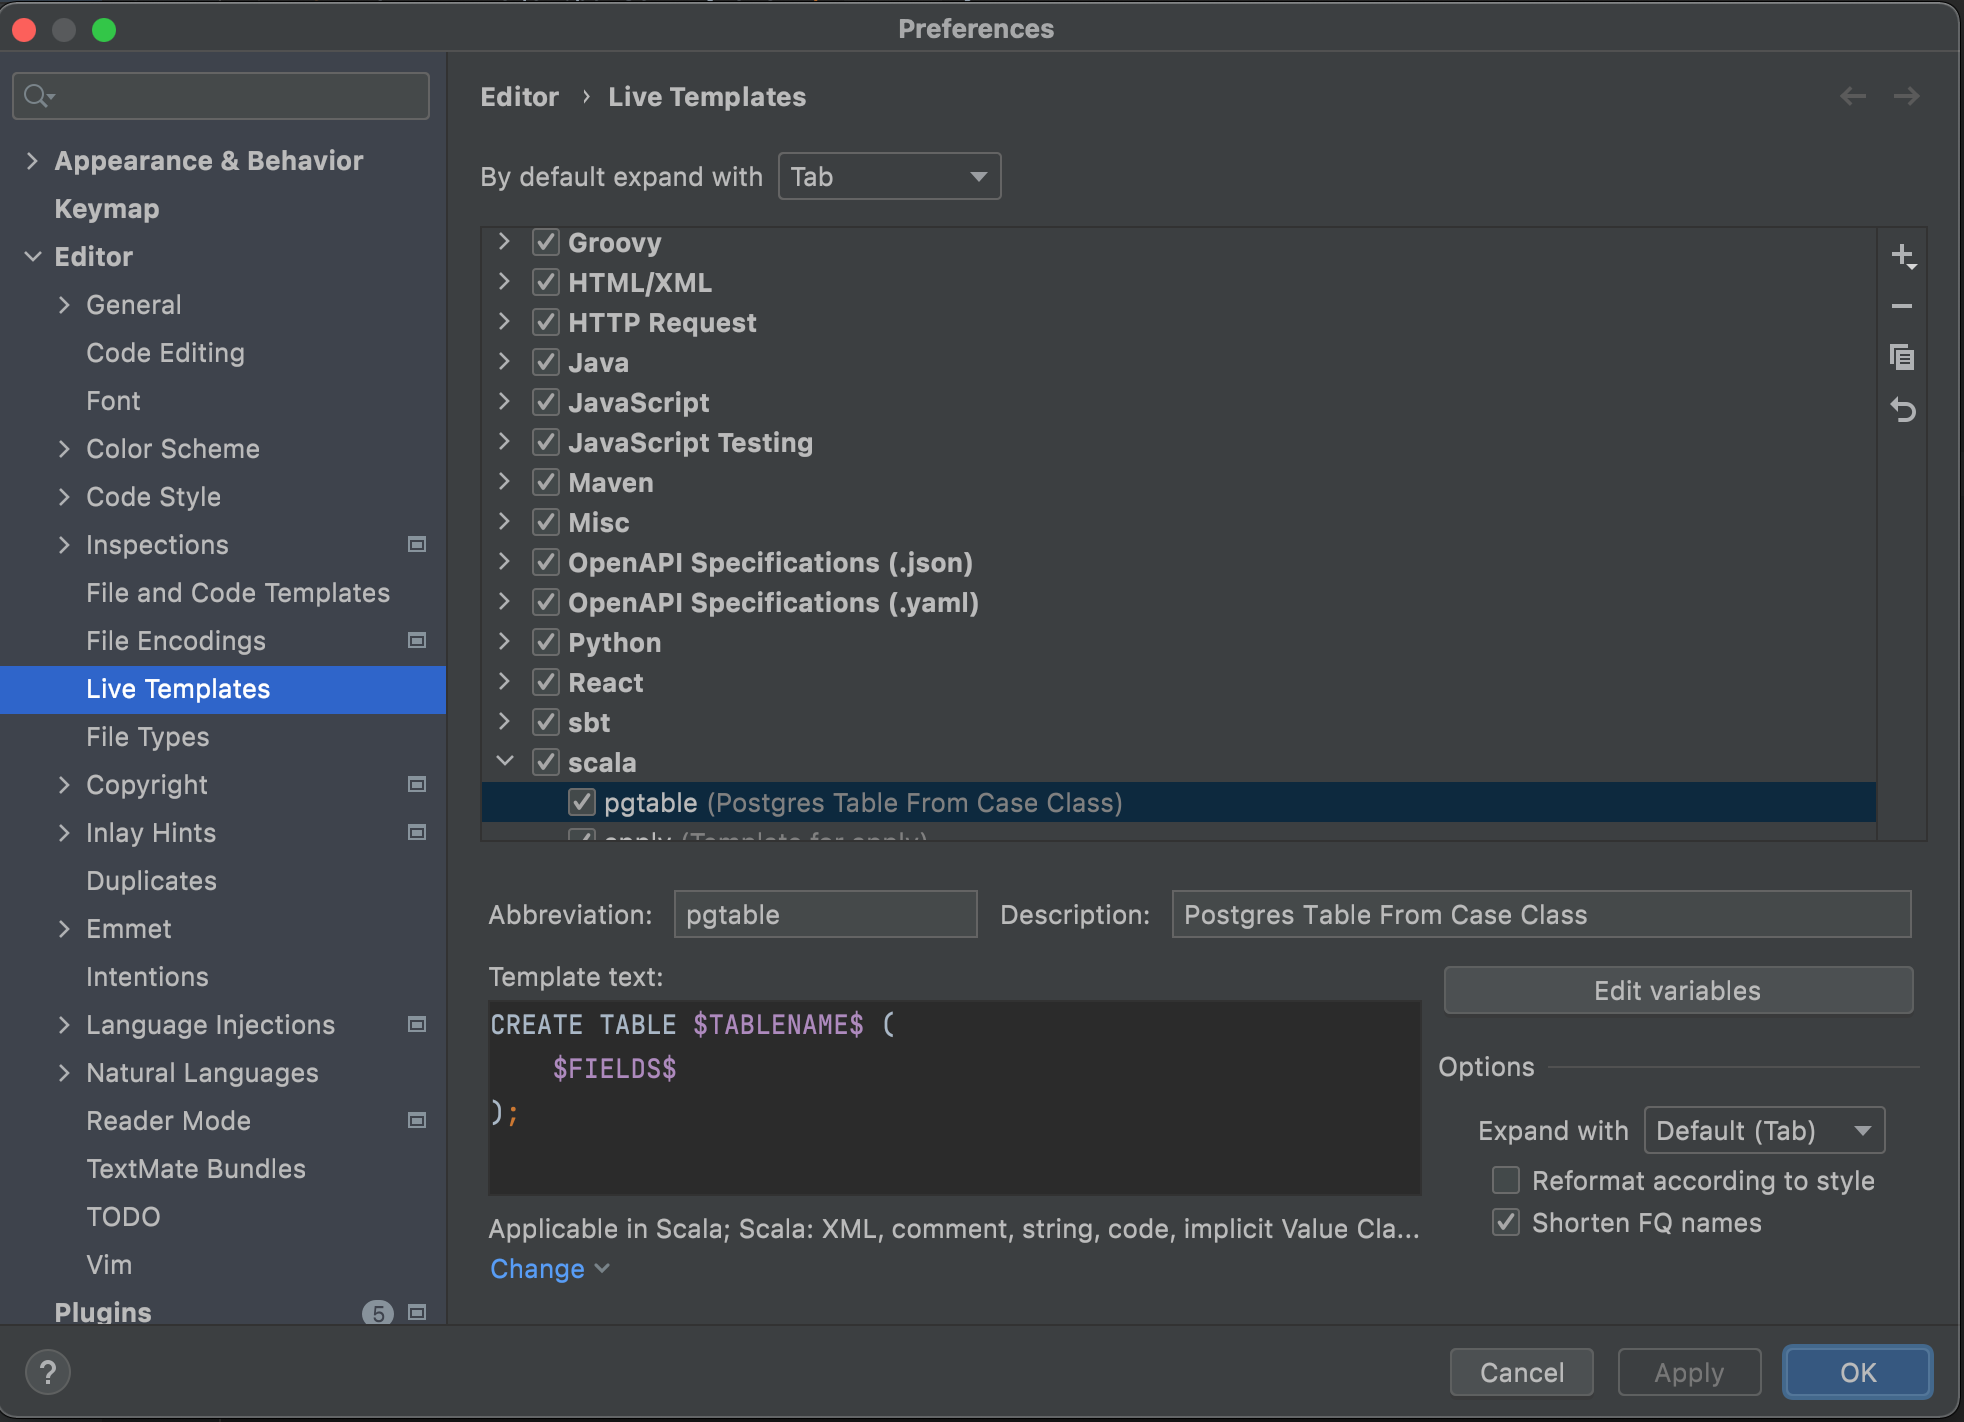 Preferences
Editor › Live Templates
Appearance & Behavior
Keymap
Editor
General
Code Editing
Font
Color Scheme
Code Style
Inspections
File and Code Templates
File Encodings
Live Templates
File Types
Copyright
Inlay Hints
Duplicates
Emmet
Intentions
Language Injections
Natural Languages
Reader Mode
TextMate Bundles
TODO
Vim
Plugins 5
By default expand with Tab
Groovy
HTML/XML
HTTP Request
Java
JavaScript
JavaScript Testing
Maven
Misc
OpenAPI Specifications (.json)
OpenAPI Specifications (.yaml)
Python
React
sbt
scala
pgtable (Postgres Table From Case Class)
apply (Template for apply)
Abbreviation: pgtable Description: Postgres Table From Case Class
Template text:
CREATE TABLE $TABLENAME$ (
$FIELDS$
);
Edit variables
Options
Expand with Default (Tab)
Reformat according to style
Shorten FQ names
Applicable in Scala; Scala: XML, comment, string, code, implicit Value Cla...
Change
?
Cancel
Apply
OK